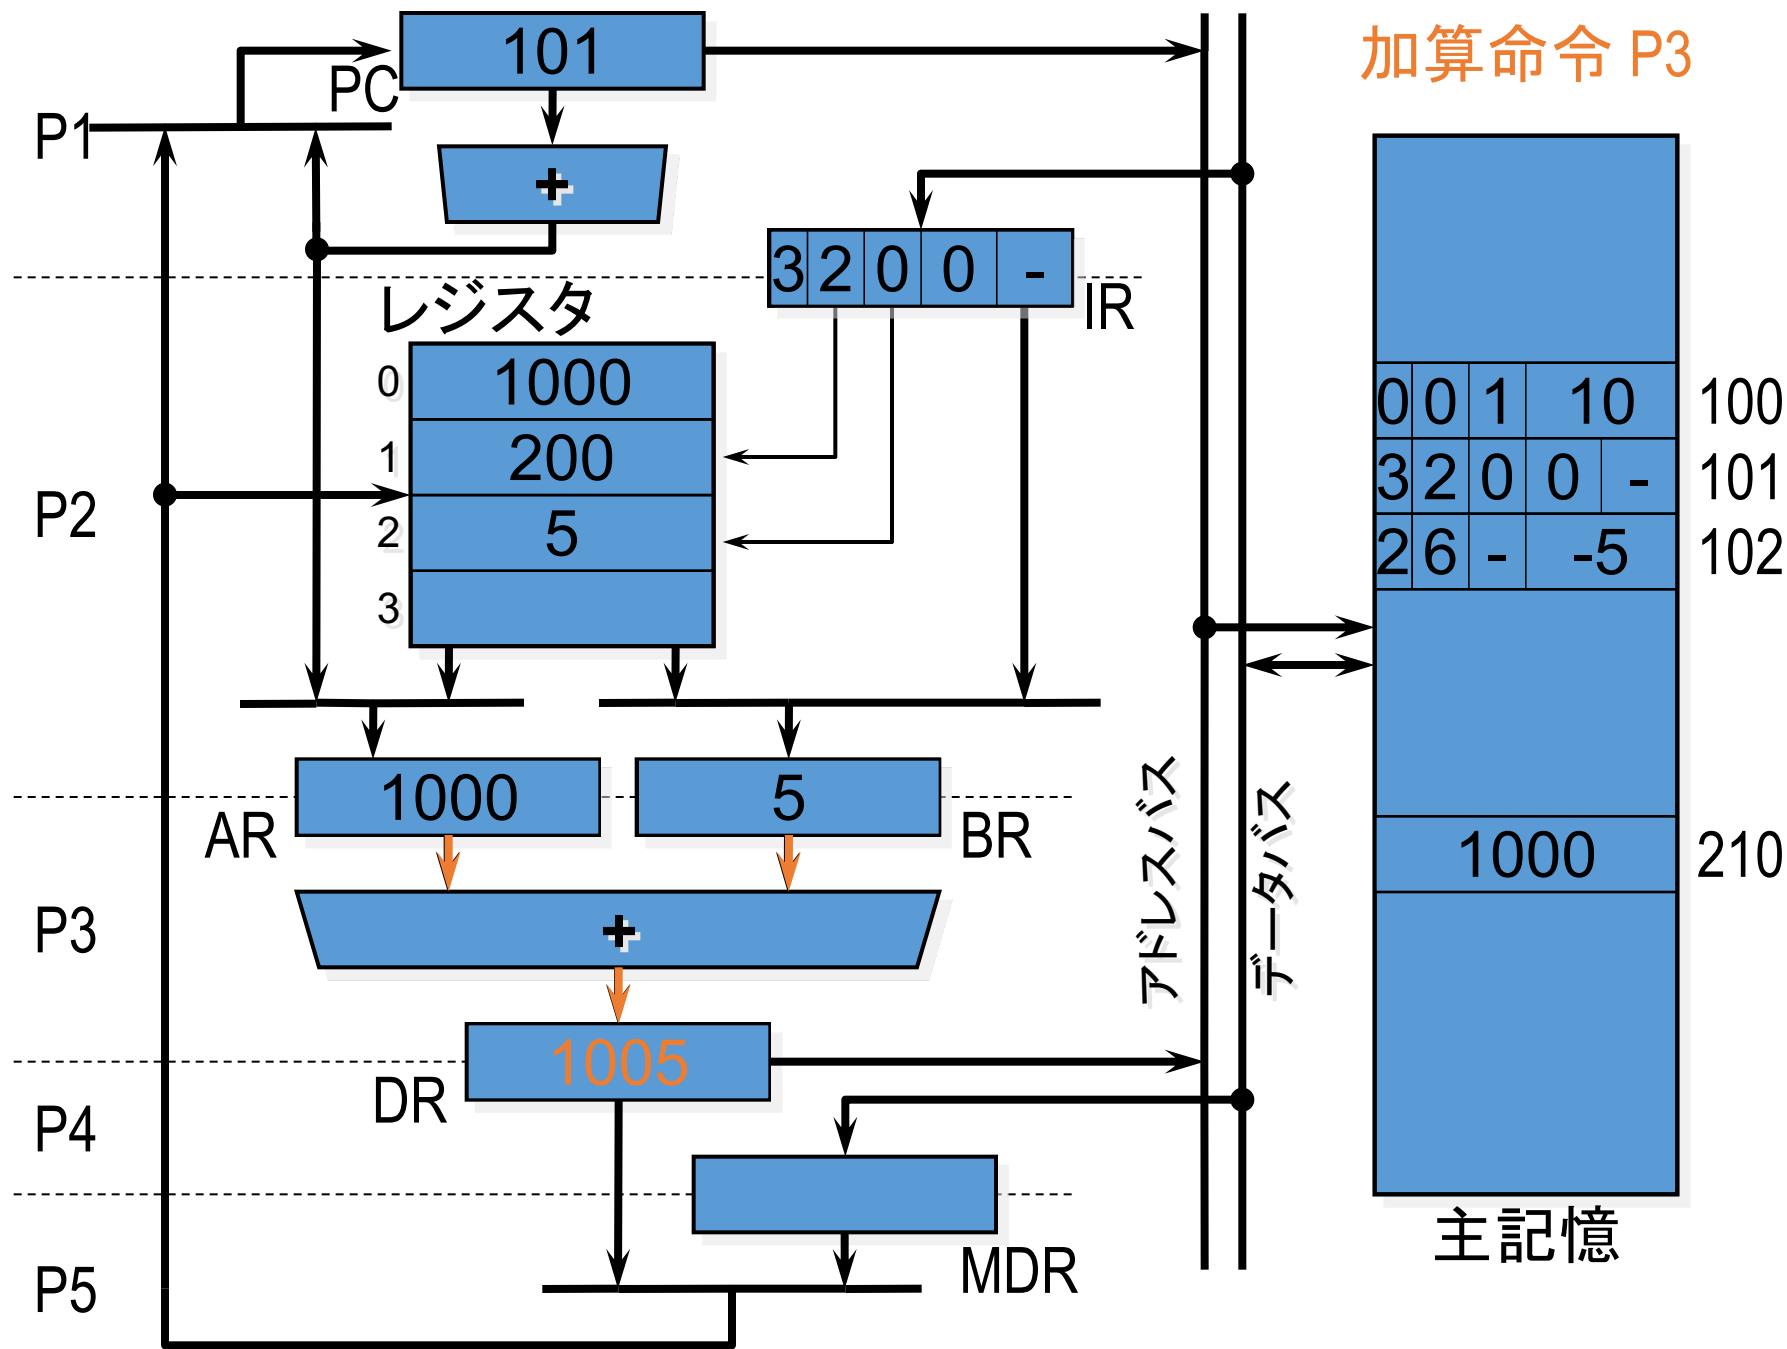 101
加算命令 P3
PC
P1
+
3 2 0 0 -
IR
レジスタ
0 1000
0 0 1 10 100
1 200
3 2 0 0 - 101
P2
2 5
2 6 - -5 102
3
アドレスバス
データバス
1000
5
AR
BR
1000 210
P3
+
1005
DR
P4
主記憶
MDR
P5